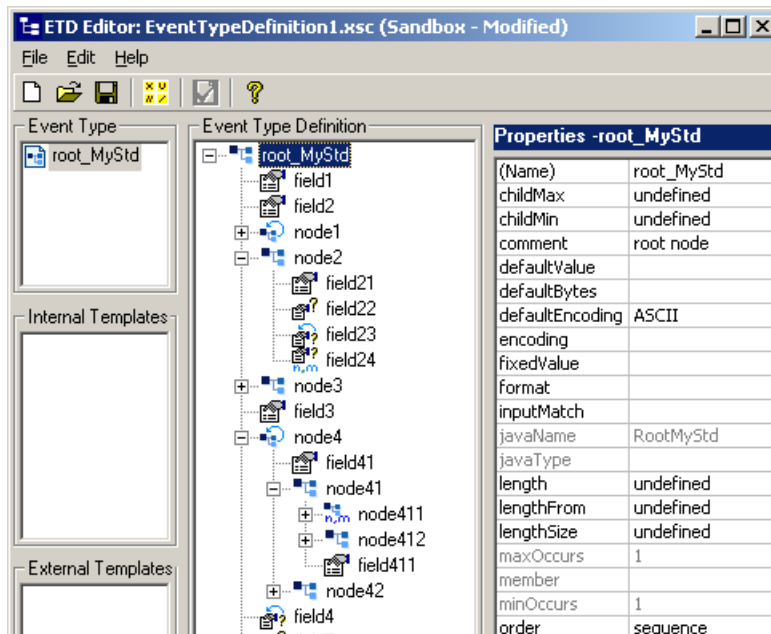 ETD Editor: EventTypeDefinition1.xsc (Sandbox - Modified)
File Edit Help
Event Type
root_MyStd
Internal Templates
External Templates
Event Type Definition
root_MyStd
field1
field2
node1
node2
field21
field22
field23
field24
n,m
node3
field3
node4
field41
node41
node411
n,m
node412
field411
node42
field4
Properties -root_MyStd
(Name) root_MyStd
childMax undefined
childMin undefined
comment root node
defaultValue
defaultBytes
defaultEncoding ASCII
encoding
fixedValue
format
inputMatch
javaName RootMyStd
javaType
length undefined
lengthFrom undefined
lengthSize undefined
maxOccurs 1
member
minOccurs 1
order sequence